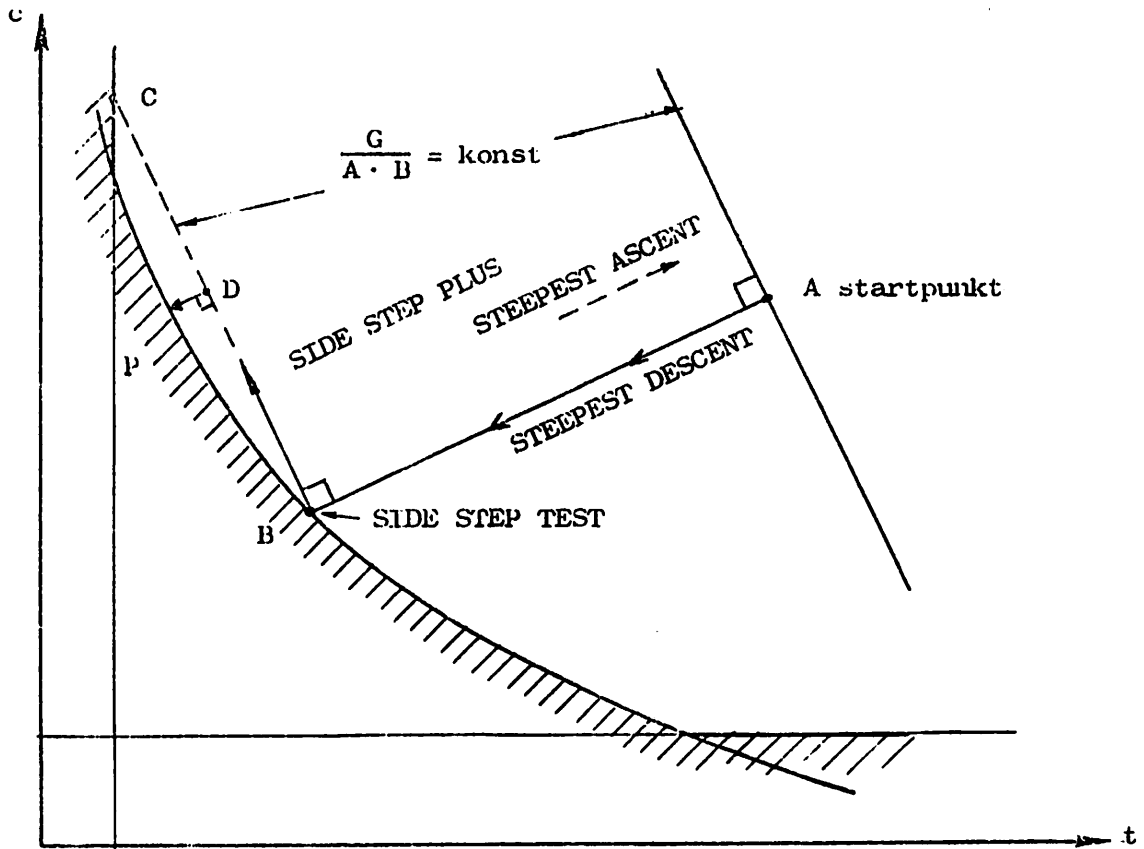 c
C
G
A · B = konst
D
SIDE STEP PLUS
STEEPEST ASCENT
A startpunkt
P
STEEPEST DESCENT
B
SIDE STEP TEST
t